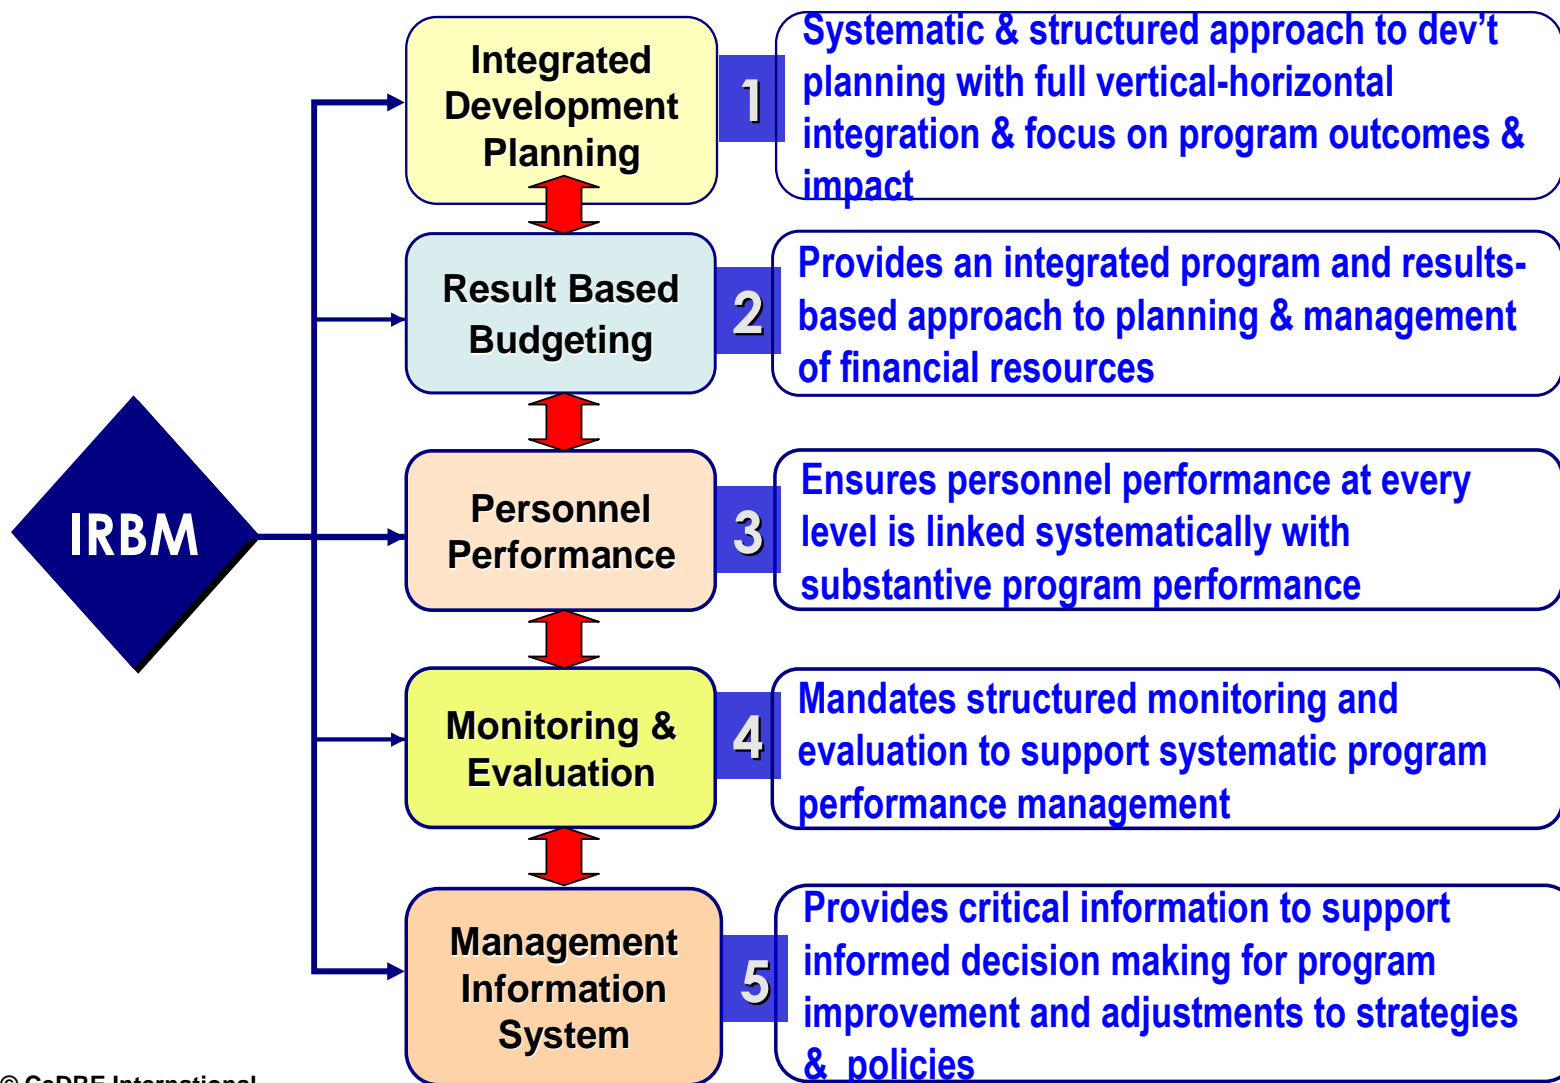 IRBM
Integrated
Development
Planning
1
Systematic & structured approach to dev’t
planning with full vertical-horizontal
integration & focus on program outcomes &
impact
Result Based
Budgeting
2
Provides an integrated program and results-
based approach to planning & management
of financial resources
Personnel
Performance
3
Ensures personnel performance at every
level is linked systematically with
substantive program performance
Monitoring &
Evaluation
4
Mandates structured monitoring and
evaluation to support systematic program
performance management
Management
Information
System
5
Provides critical information to support
informed decision making for program
improvement and adjustments to strategies
& policies
© CeDRE International